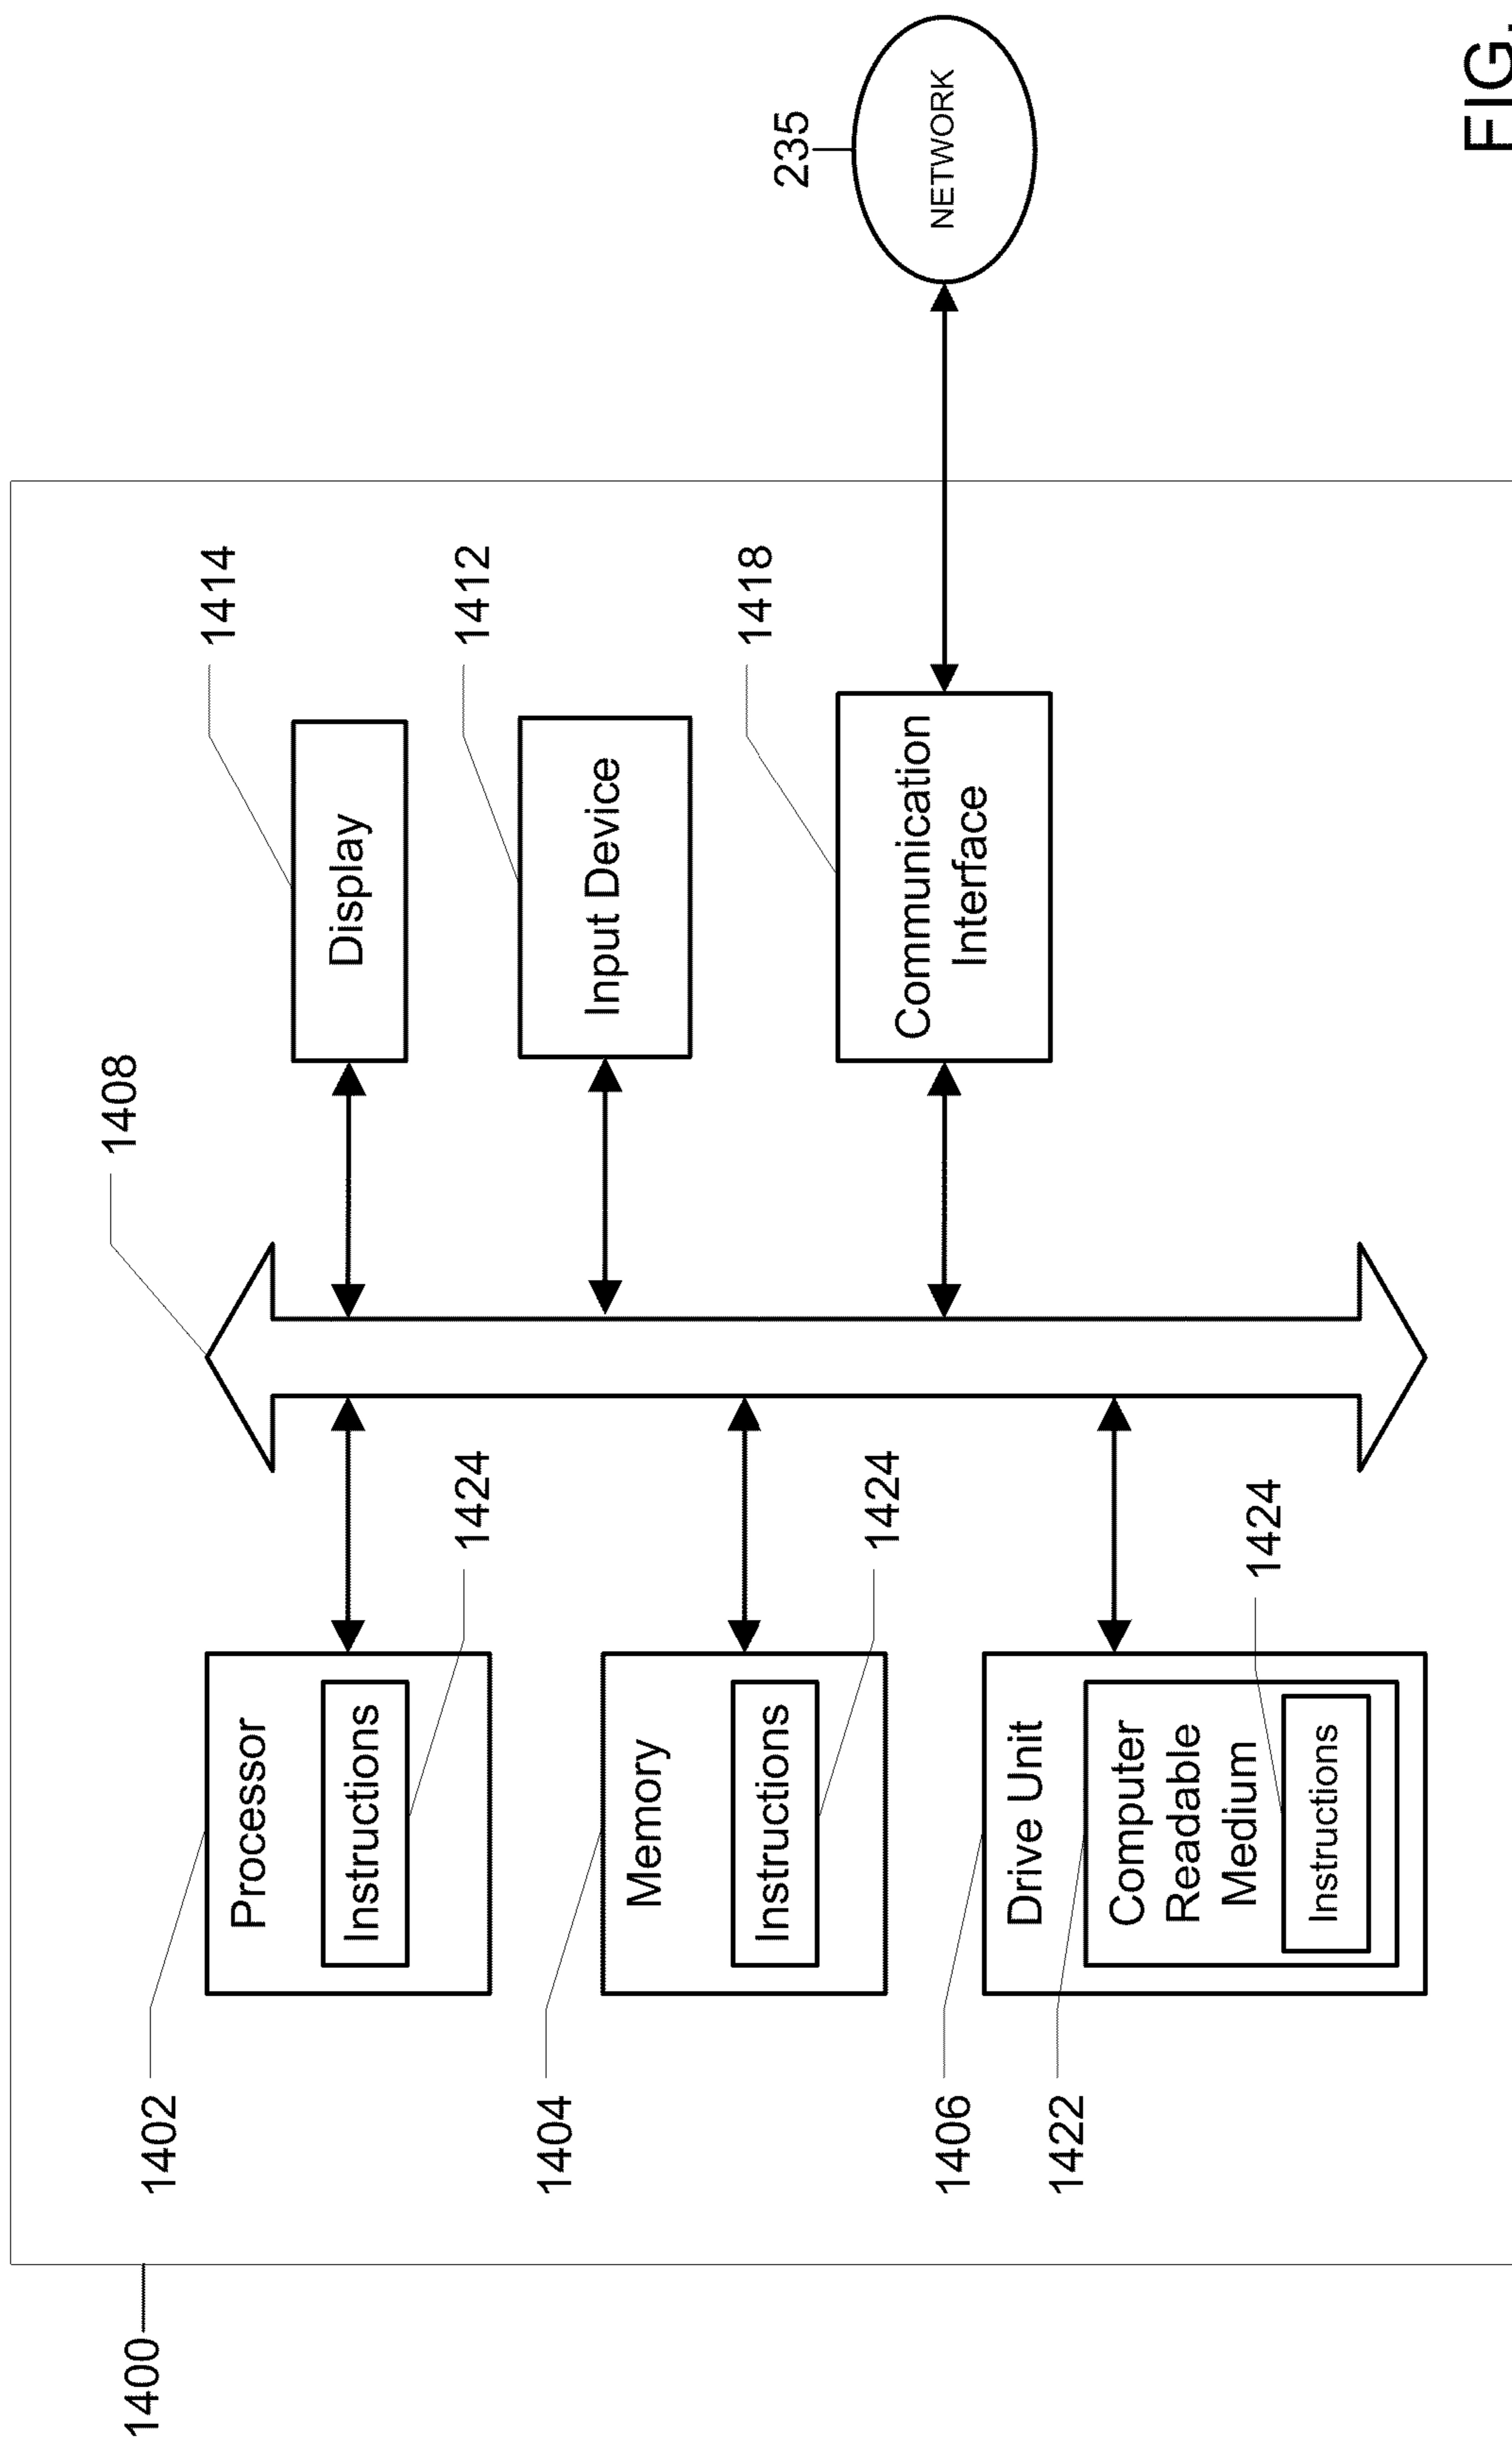 1400
1402
Processor
Instructions
1424
1404
Memory
Instructions
1424
1406
Drive Unit
1422
Computer
Readable
Medium
Instructions
1424
1408
1414
Display
1412
Input Device
1418
Communication
Interface
235
NETWORK
FIG.